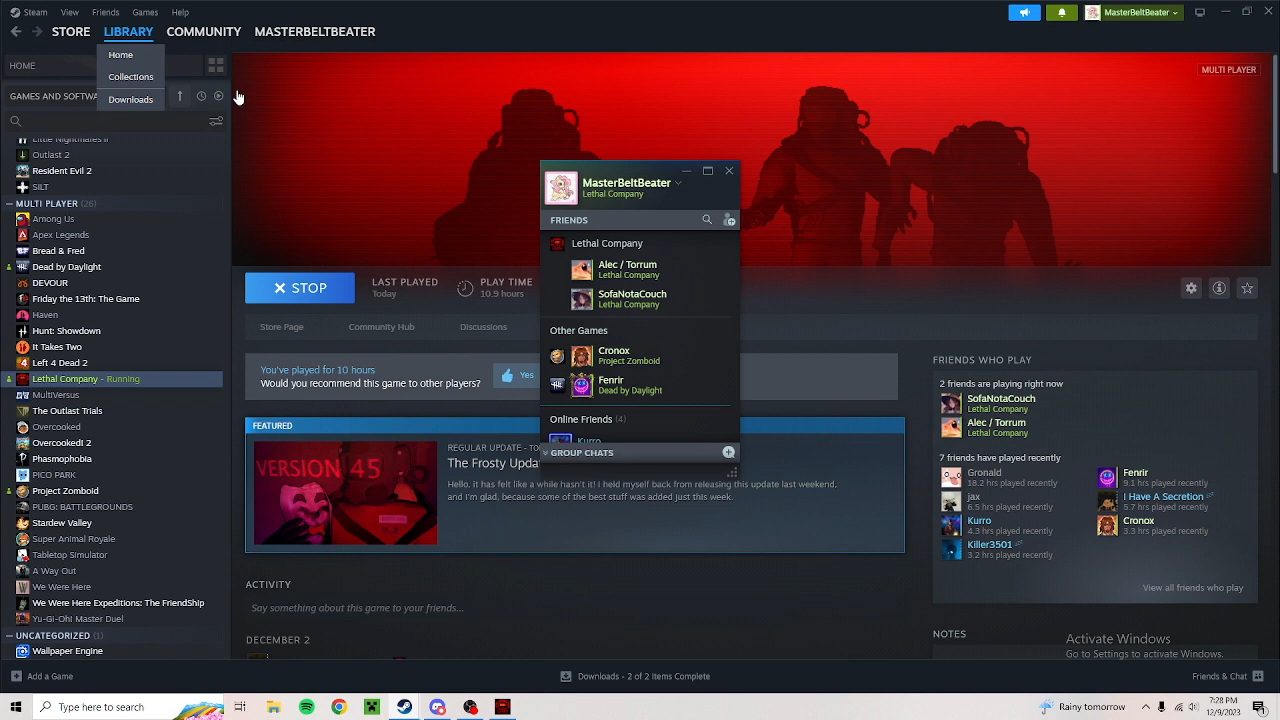 Steam View Friends Games Help
MasterBeltBeater
STORE LIBRARY COMMUNITY MASTERBELTBEATER
Home
Collections
Downloads
HOME
GAMES AND SOFTWA
MULTI PLAYER
Little Nightmares II
Outlast 2
Resident Evil 2
SILT
MULTI PLAYER (26)
Among Us
Apex Legends
Bread & Fred
Dead by Daylight
DEVOUR
Friday the 13th: The Game
Haven
Hunt: Showdown
It Takes Two
Left 4 Dead 2
Lethal Company - Running
MultiVersus
The Outlast Trials
Overcooked
Overcooked! 2
Phasmophobia
PICO PARK
Project Zomboid
PUBG: BATTLEGROUNDS
Super Animal Royale
Tabletop Simulator
A Way Out
We Were Here
We Were Here Expeditions: The FriendShip
Yu-Gi-Oh! Master Duel
UNCATEGORIZED (1)
Wallpaper Engine
MasterBeltBeater
Lethal Company
FRIENDS
Lethal Company
Alec / Torrum
Lethal Company
SofaNotaCouch
Lethal Company
Other Games
Cronox
Project Zomboid
Fenrir
Dead by Daylight
Online Friends (4)
Kurro
GROUP CHATS
STOP
LAST PLAYED
Today
PLAY TIME
10.9 hours
Store Page Community Hub Discussions
You've played for 10 hours
Would you recommend this game to other players?
Yes
FEATURED
VERSION 45
REGULAR UPDATE - TO
The Frosty Upda
Hello, it has felt like a while hasn't it! i held myself back from releasing this update last weekend,
and i'm glad, because some of the best stuff was added just this week.
ACTIVITY
Say something about this game to your friends...
DECEMBER 2
FRIENDS WHO PLAY
2 friends are playing right now
SofaNotaCouch
Lethal Company
Alec / Torrum
Lethal Company
7 friends have played recently
Gronald
18.2 hrs played recently
Fenrir
9.1 hrs played recently
jax
6.5 hrs played recently
I Have A Secretion
5.7 hrs played recently
Kurro
4.3 hrs played recently
Cronox
3.3 hrs played recently
Killer3501
3.2 hrs played recently
View all friends who play
NOTES
Activate Windows
Go to Settings to activate Windows.
Add a Game
Downloads - 2 of 2 Items Complete
Friends & Chat
Type here to search
Rainy tomorrow
7:28 PM
12/9/2023